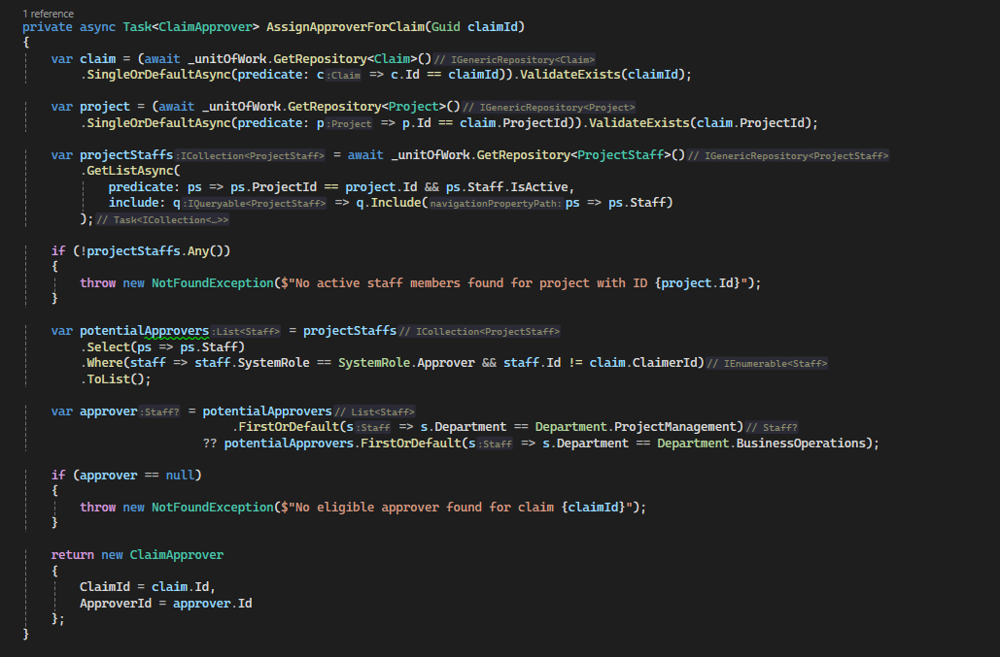 1 reference
private async Task<ClaimApprover> AssignApproverForClaim(Guid claimId)
{
var claim = (await _unitOfWork.GetRepository<Claim>() // IGenericRepository<Claim>
.SingleOrDefaultAsync(predicate: c :Claim => c.Id == claimId)).ValidateExists(claimId);
var project = (await _unitOfWork.GetRepository<Project>() // IGenericRepository<Project>
.SingleOrDefaultAsync(predicate: p :Project => p.Id == claim.ProjectId)).ValidateExists(claim.ProjectId);
var projectStaffs :ICollection<ProjectStaff> = await _unitOfWork.GetRepository<ProjectStaff>() // IGenericRepository<ProjectStaff>
.GetListAsync(
predicate: ps => ps.ProjectId == project.Id && ps.Staff.IsActive,
include: q :IQueryable<ProjectStaff> => q.Include( navigationPropertyPath: ps => ps.Staff)
); // Task<ICollection<…>>
if (!projectStaffs.Any())
{
throw new NotFoundException($"No active staff members found for project with ID {project.Id}");
}
var potentialApprovers :List<Staff> = projectStaffs // ICollection<ProjectStaff>
.Select(ps => ps.Staff)
.Where(staff => staff.SystemRole == SystemRole.Approver && staff.Id != claim.ClaimerId) // IEnumerable<Staff>
.ToList();
var approver :Staff? = potentialApprovers // List<Staff>
.FirstOrDefault(s :Staff => s.Department == Department.ProjectManagement) // Staff?
?? potentialApprovers.FirstOrDefault(s :Staff => s.Department == Department.BusinessOperations);
if (approver == null)
{
throw new NotFoundException($"No eligible approver found for claim {claimId}");
}
return new ClaimApprover
{
ClaimId = claim.Id,
ApproverId = approver.Id
};
}